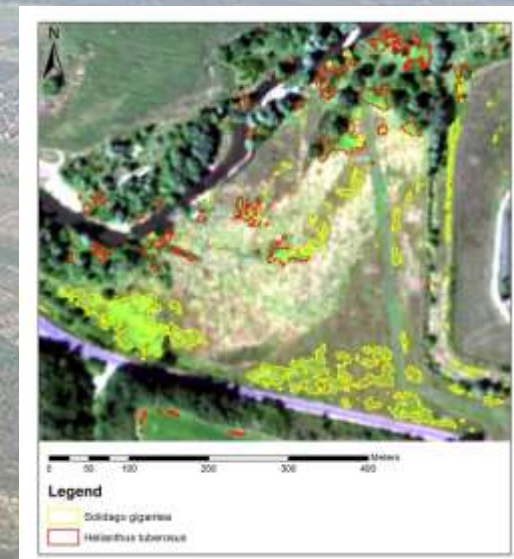 N
Meters
0 50 100 200 300 400
Legend
Solidago gigantea
Helianthus tuberosus